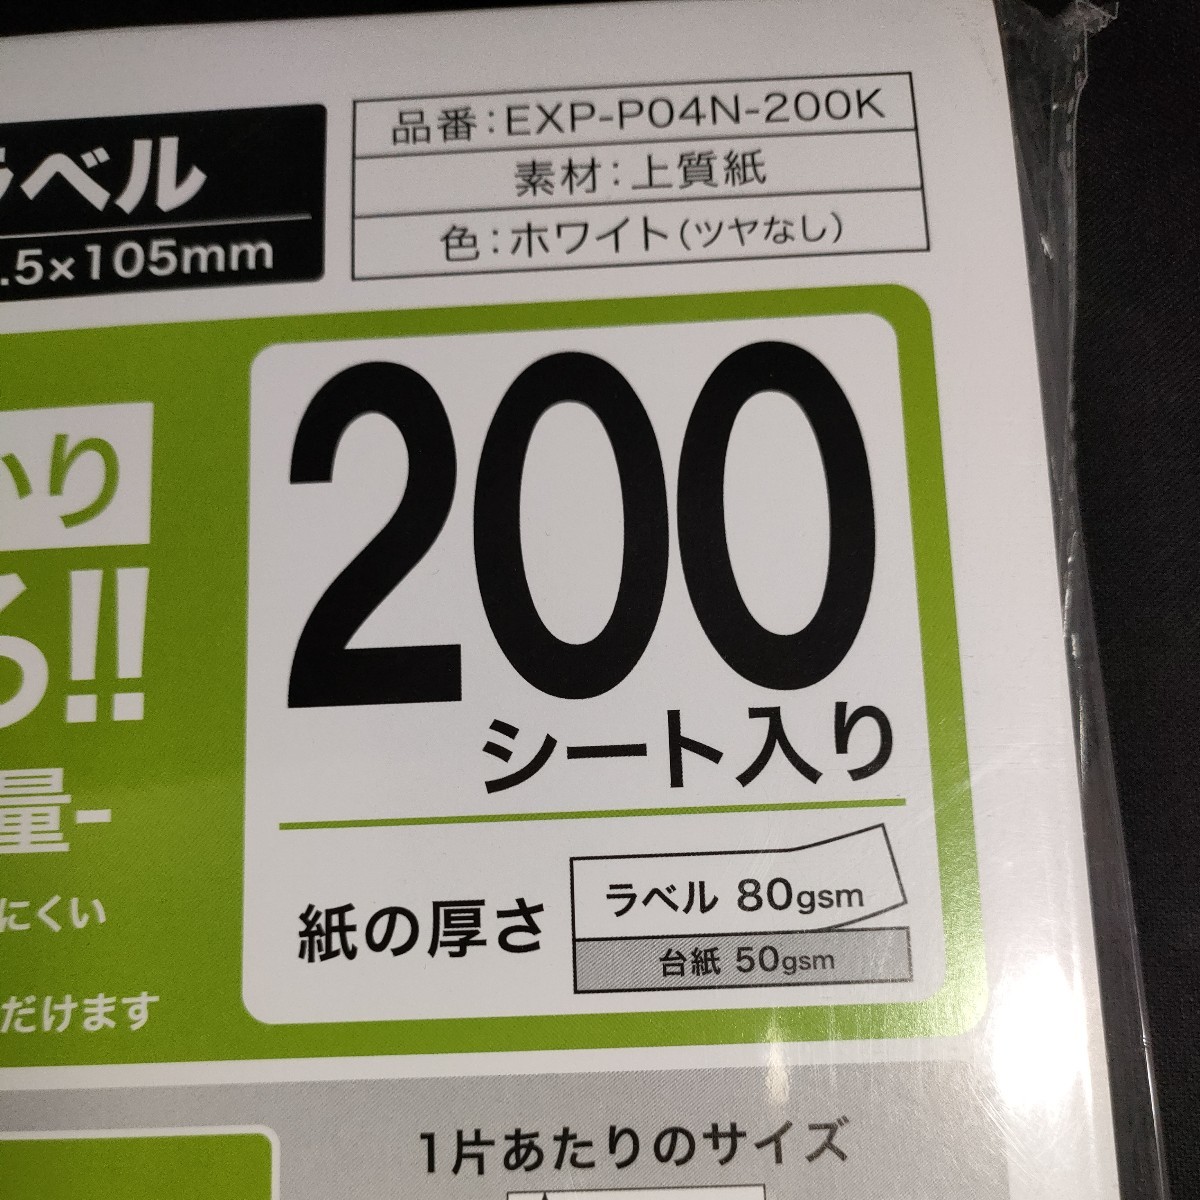 品番:EXP-P04N-200K
素材:上質紙
色:ホワイト(ツヤなし)
ラベル
.5×105mm
かり
る!!
量-
にくい
だけます
200
シート入り
紙の厚さ
ラベル 80gsm
台紙 50gsm
1片あたりのサイズ